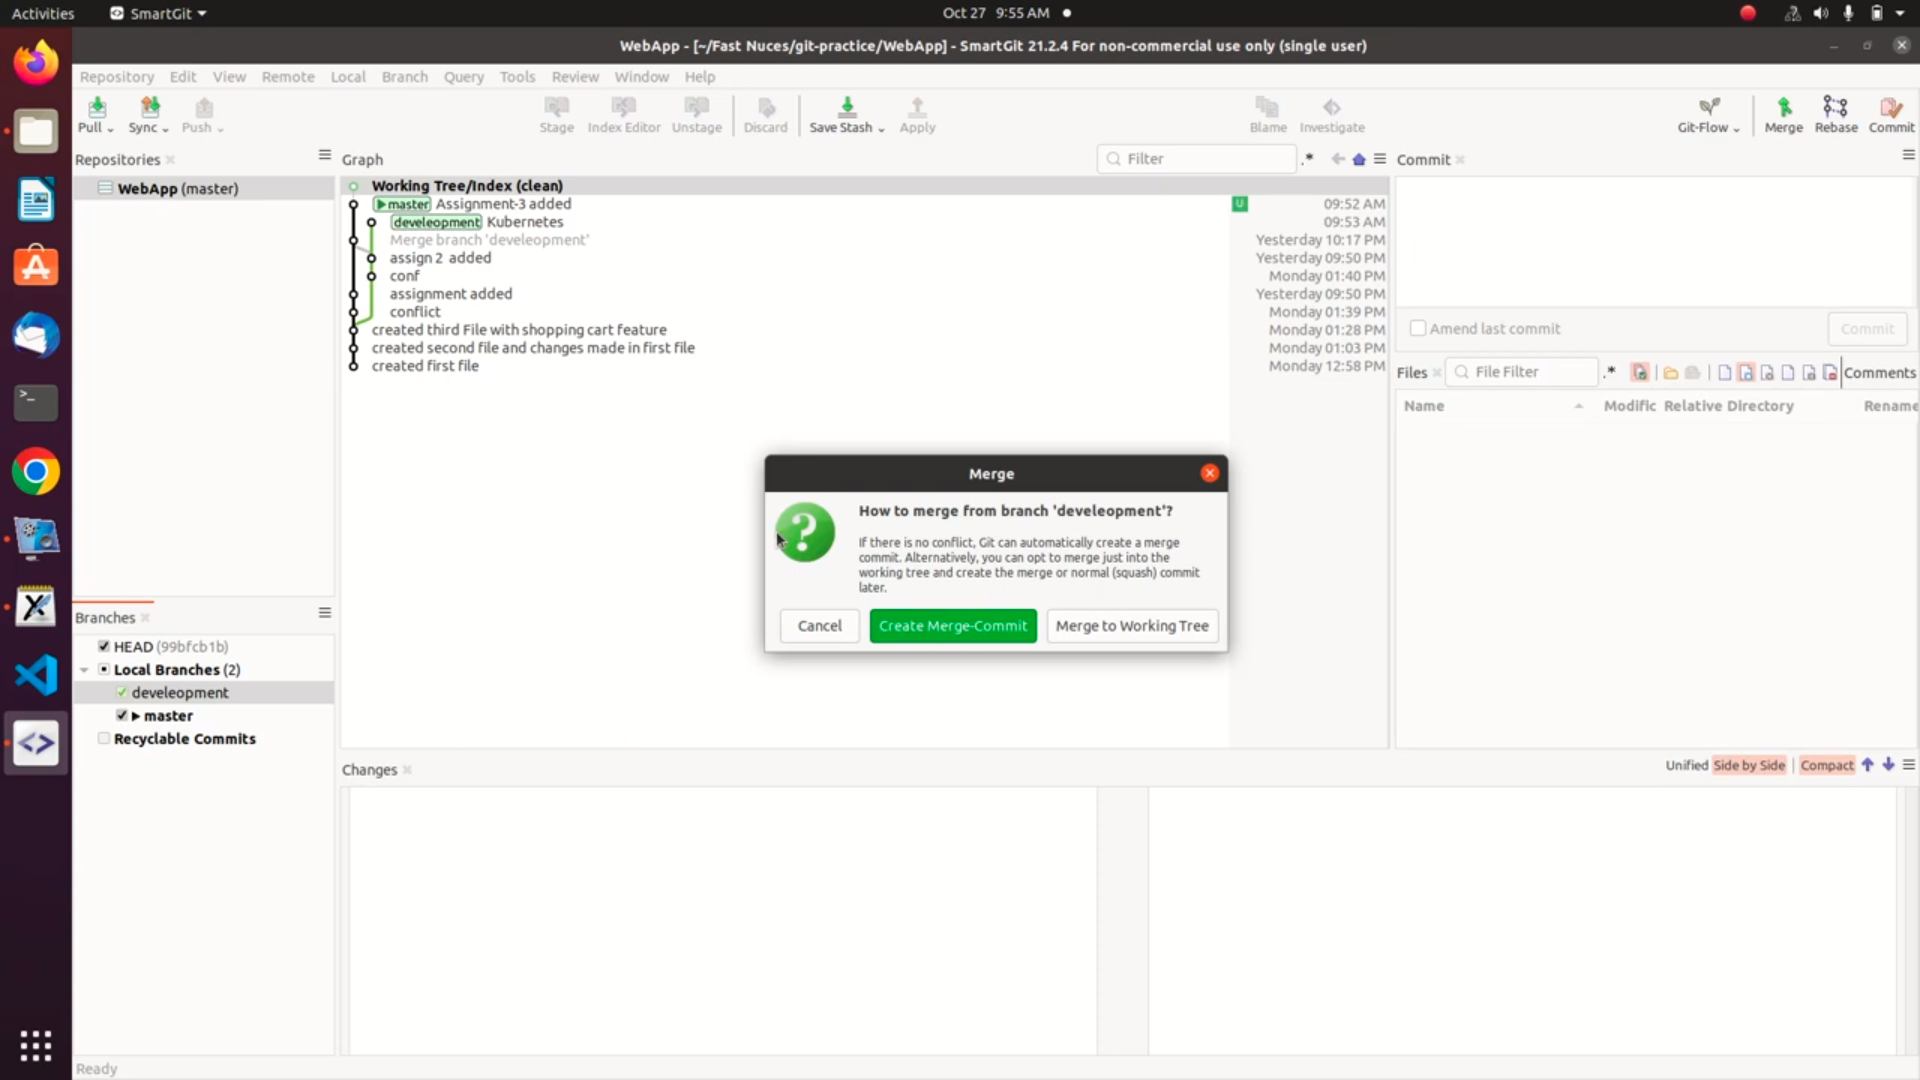 Activities SmartGit Oct 27 9:55 AM
WebApp - [~/Fast Nuces/git-practice/WebApp] - SmartGit 21.2.4 For non-commercial use only (single user)
Repository Edit View Remote Local Branch Query Tools Review Window Help
Pull Sync Push Stage Index Editor Unstage Discard Save Stash Apply Blame Investigate Git-Flow Merge Rebase Commit
Repositories
WebApp (master)
Graph Filter .*
Working Tree/Index (clean)
master Assignment-3 added U 09:52 AM
develeopment Kubernetes 09:53 AM
Merge branch 'develeopment' Yesterday 10:17 PM
assign 2 added Yesterday 09:50 PM
conf Monday 01:40 PM
assignment added Yesterday 09:50 PM
conflict Monday 01:39 PM
created third File with shopping cart feature Monday 01:28 PM
created second file and changes made in first file Monday 01:03 PM
created first file Monday 12:58 PM
Commit
Amend last commit Commit
Files File Filter .* Comments
Name Modific Relative Directory Rename
Merge
How to merge from branch 'develeopment'?
If there is no conflict, Git can automatically create a merge
commit. Alternatively, you can opt to merge just into the
working tree and create the merge or normal (squash) commit
later.
Cancel Create Merge-Commit Merge to Working Tree
Branches
HEAD (99bfcb1b)
Local Branches (2)
develeopment
master
Recyclable Commits
Changes Unified Side by Side Compact
Ready